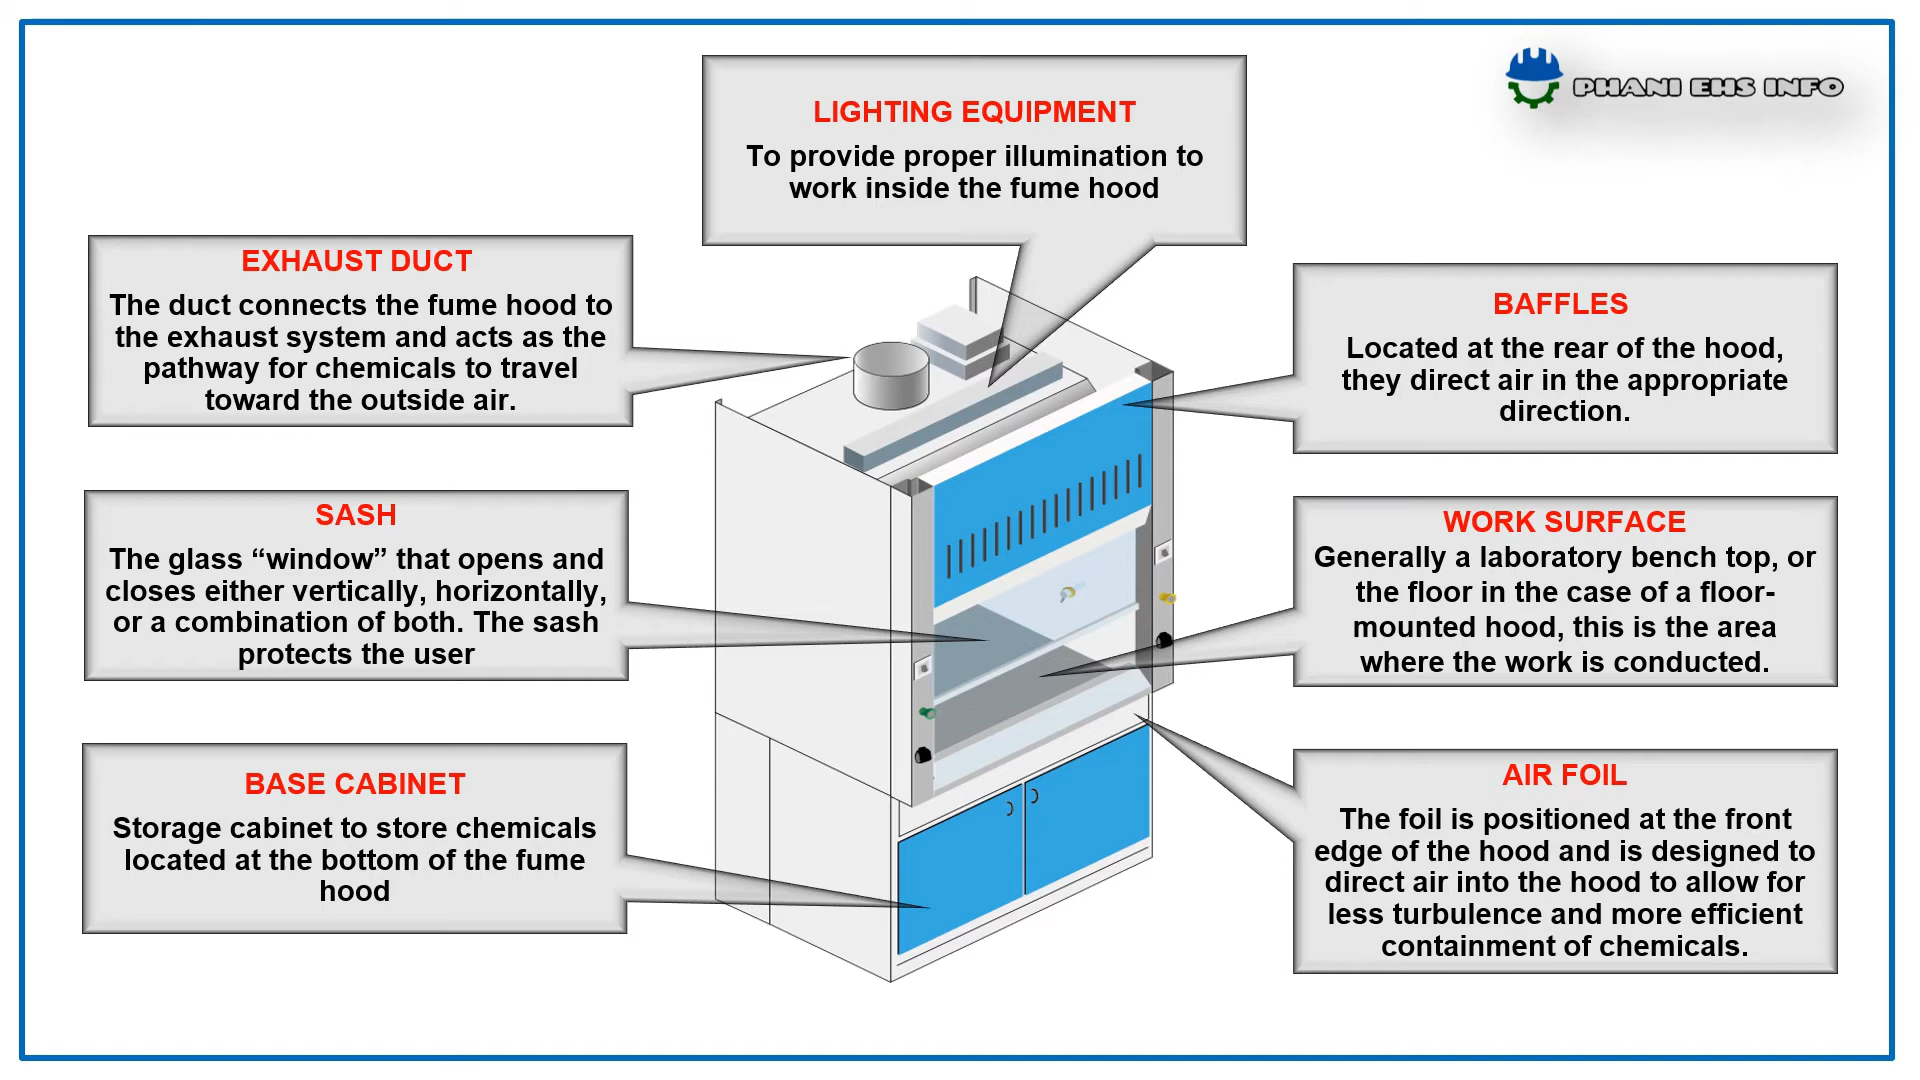 PHANI EHS INFO
LIGHTING EQUIPMENT
To provide proper illumination to
work inside the fume hood
EXHAUST DUCT
The duct connects the fume hood to
the exhaust system and acts as the
pathway for chemicals to travel
toward the outside air.
BAFFLES
Located at the rear of the hood,
they direct air in the appropriate
direction.
SASH
The glass “window” that opens and
closes either vertically, horizontally,
or a combination of both. The sash
protects the user
WORK SURFACE
Generally a laboratory bench top, or
the floor in the case of a floor-
mounted hood, this is the area
where the work is conducted.
BASE CABINET
Storage cabinet to store chemicals
located at the bottom of the fume
hood
AIR FOIL
The foil is positioned at the front
edge of the hood and is designed to
direct air into the hood to allow for
less turbulence and more efficient
containment of chemicals.